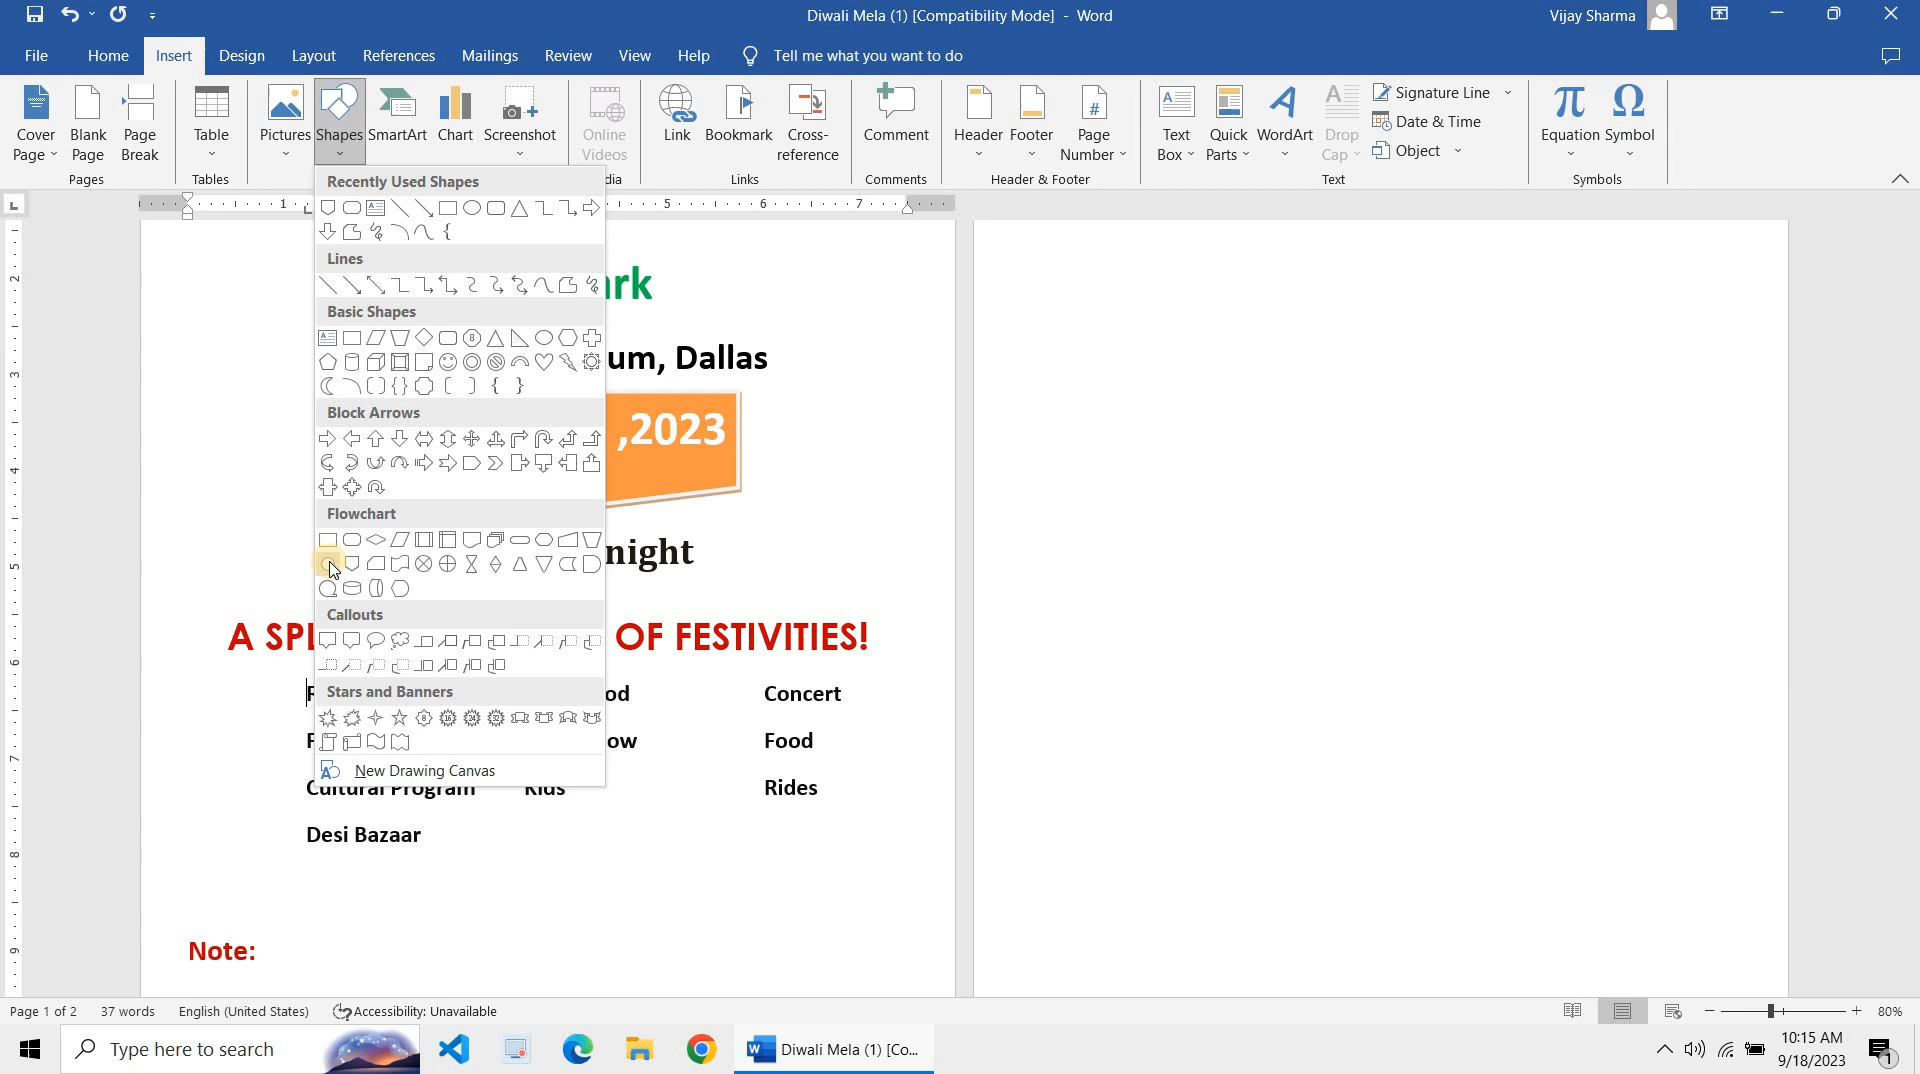 Diwali Mela (1) [Compatibility Mode] - Word
Vijay Sharma
File Home Insert Design Layout References Mailings Review View Help Tell me what you want to do
Cover Page
Blank Page
Page Break
Table
Pictures
Shapes
SmartArt
Chart
Screenshot
Online Videos
Link
Bookmark
Cross-reference
Comment
Header
Footer
Page Number
Text Box
Quick Parts
WordArt
Drop Cap
Signature Line
Date & Time
Object
Equation
Symbol
Pages Tables Links Comments Header & Footer Text Symbols
Recently Used Shapes
Lines
Basic Shapes
Block Arrows
Flowchart
Callouts
Stars and Banners
New Drawing Canvas
um, Dallas
,2023
night
A SPL OF FESTIVITIES!
Concert
Food
Cultural Program Kids Rides
Desi Bazaar
Note:
Page 1 of 2 37 words English (United States) Accessibility: Unavailable 80%
Type here to search
Diwali Mela (1) [Co...
10:15 AM
9/18/2023
1